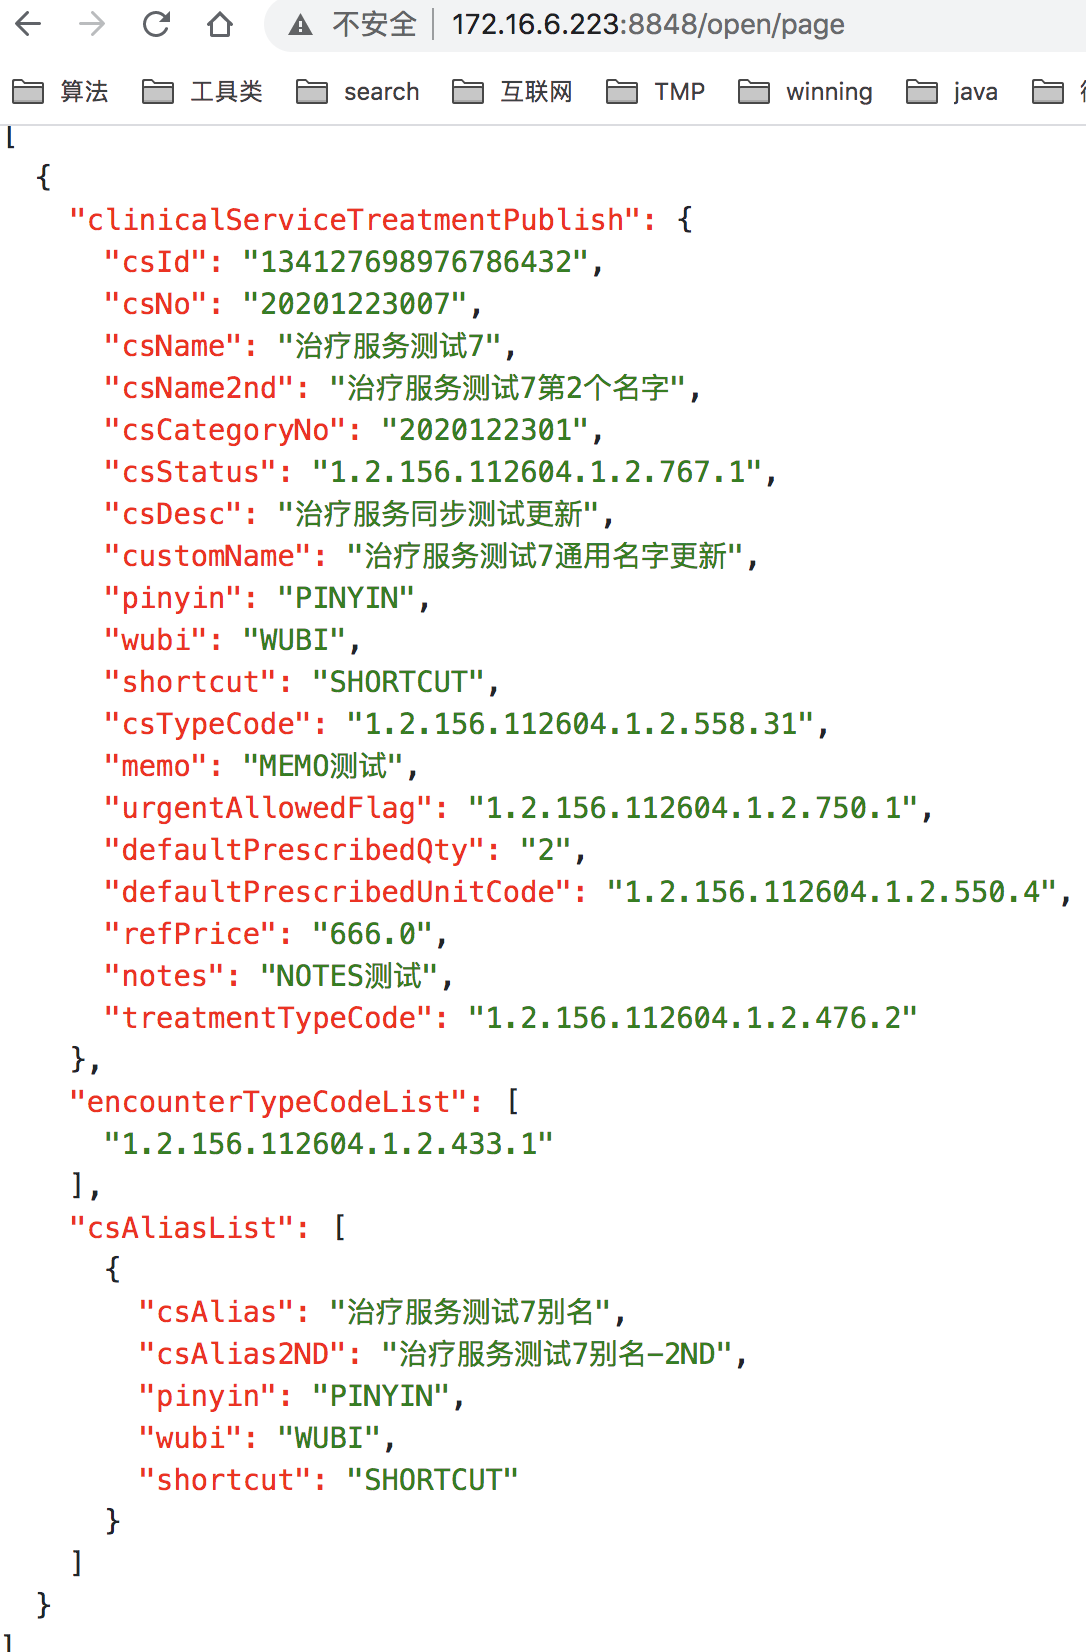 不安全 172.16.6.223:8848/open/page
算法 工具类 search 互联网 TMP winning java
[
{
"clinicalServiceTreatmentPublish": {
"csId": "134127698976786432",
"csNo": "20201223007",
"csName": "治疗服务测试7",
"csName2nd": "治疗服务测试7第2个名字",
"csCategoryNo": "2020122301",
"csStatus": "1.2.156.112604.1.2.767.1",
"csDesc": "治疗服务同步测试更新",
"customName": "治疗服务测试7通用名字更新",
"pinyin": "PINYIN",
"wubi": "WUBI",
"shortcut": "SHORTCUT",
"csTypeCode": "1.2.156.112604.1.2.558.31",
"memo": "MEMO测试",
"urgentAllowedFlag": "1.2.156.112604.1.2.750.1",
"defaultPrescribedQty": "2",
"defaultPrescribedUnitCode": "1.2.156.112604.1.2.550.4",
"refPrice": "666.0",
"notes": "NOTES测试",
"treatmentTypeCode": "1.2.156.112604.1.2.476.2"
},
"encounterTypeCodeList": [
"1.2.156.112604.1.2.433.1"
],
"csAliasList": [
{
"csAlias": "治疗服务测试7别名",
"csAlias2ND": "治疗服务测试7别名-2ND",
"pinyin": "PINYIN",
"wubi": "WUBI",
"shortcut": "SHORTCUT"
}
]
}
]